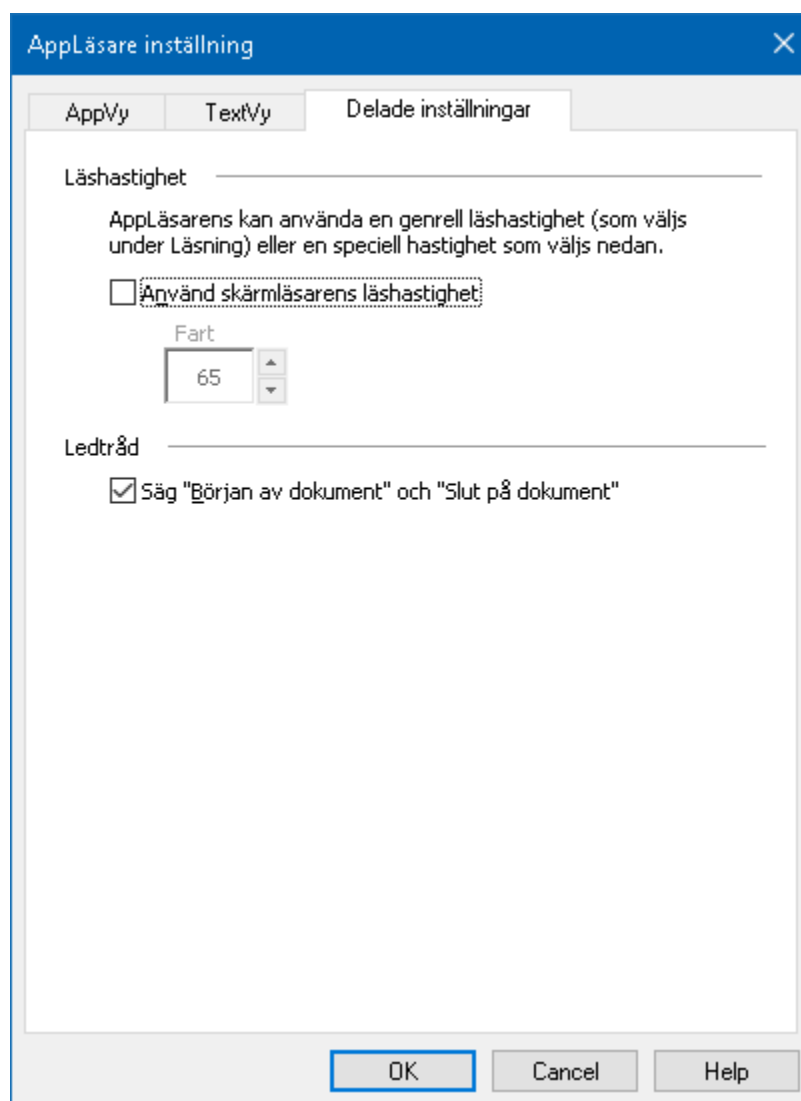 AppLäsare inställning
AppVy TextVy Delade inställningar
Läshastighet
AppLäsarens kan använda en genrell läshastighet (som väljs
under Läsning) eller en speciell hastighet som väljs nedan.
Använd skärmläsarens läshastighet
Fart
65
Ledtråd
Säg "Början av dokument" och "Slut på dokument"
OK Cancel Help